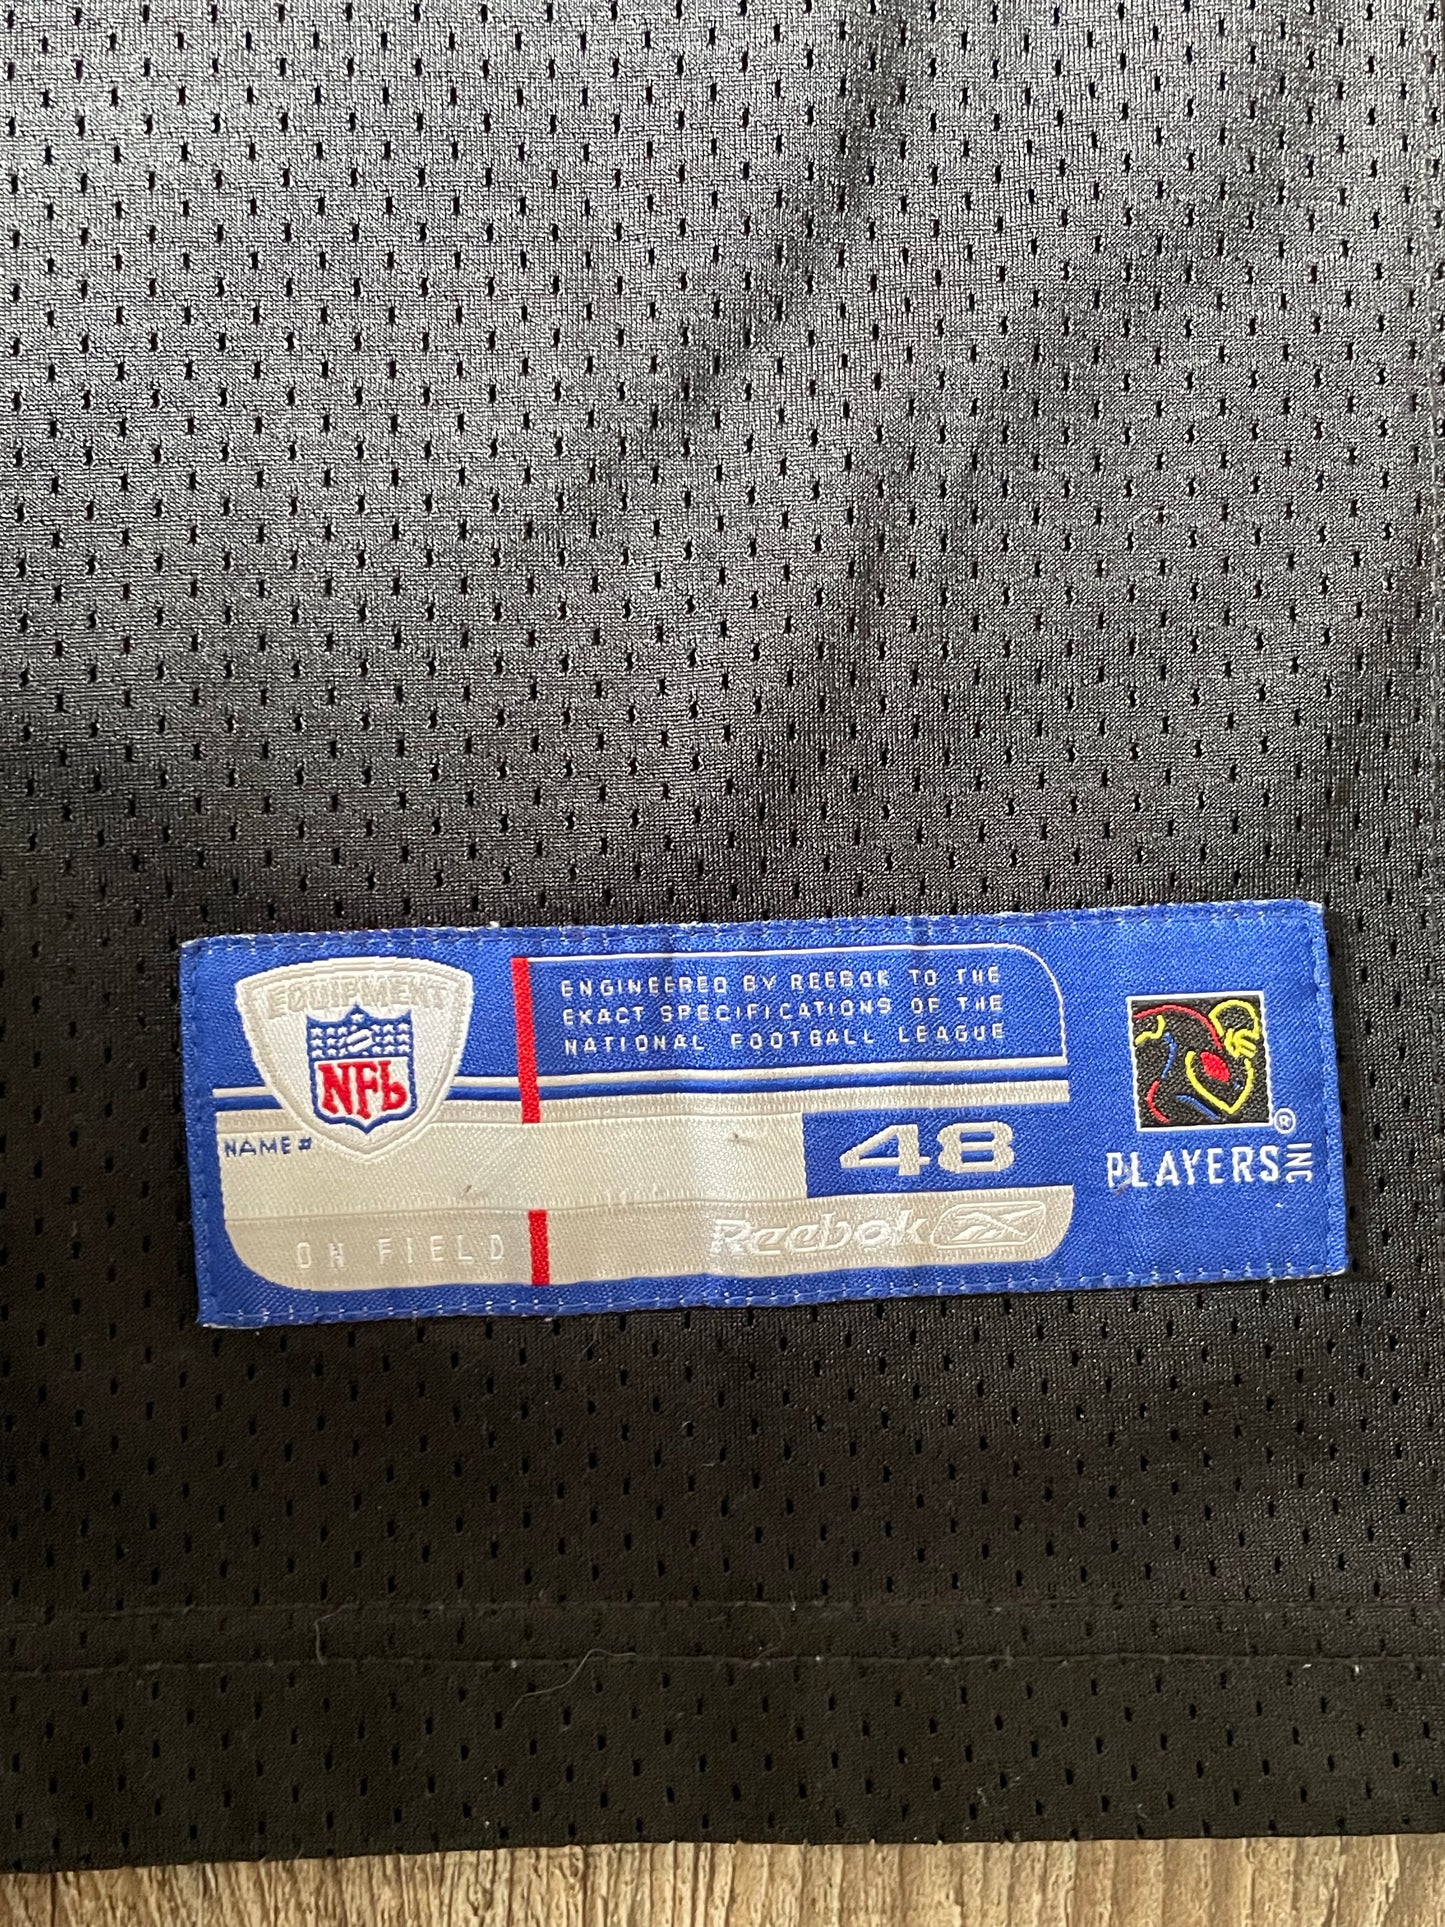 EQUIPMENT
NFL
ENGINEERED BY REEBOK TO THE
EXACT SPECIFICATIONS OF THE
NATIONAL FOOTBALL LEAGUE
NAME #
48
ON FIELD
Reebok
PLAYERS INC ®